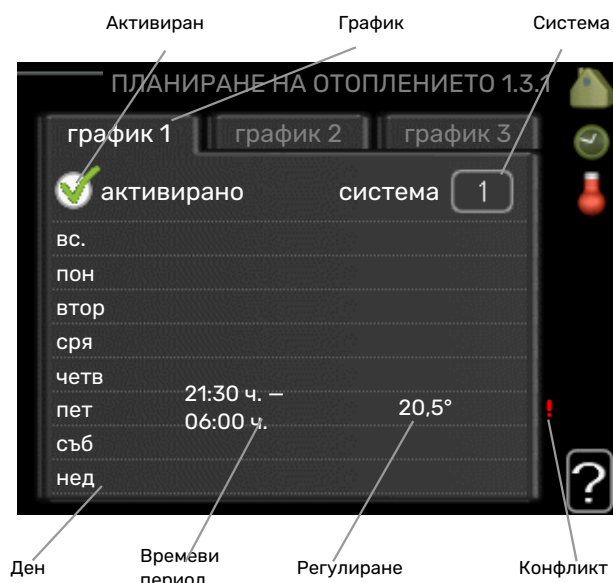 Активиран График Система
ПЛАНИРАНЕ НА ОТОПЛЕНИЕТО 1.3.1
график 1 график 2 график 3
активирано система 1
вс.
пон
втор
сря
четв
пет 21:30 ч. – 20,5°
06:00 ч.
съб
нед
?
Ден Времеви Регулиране Конфликт
период